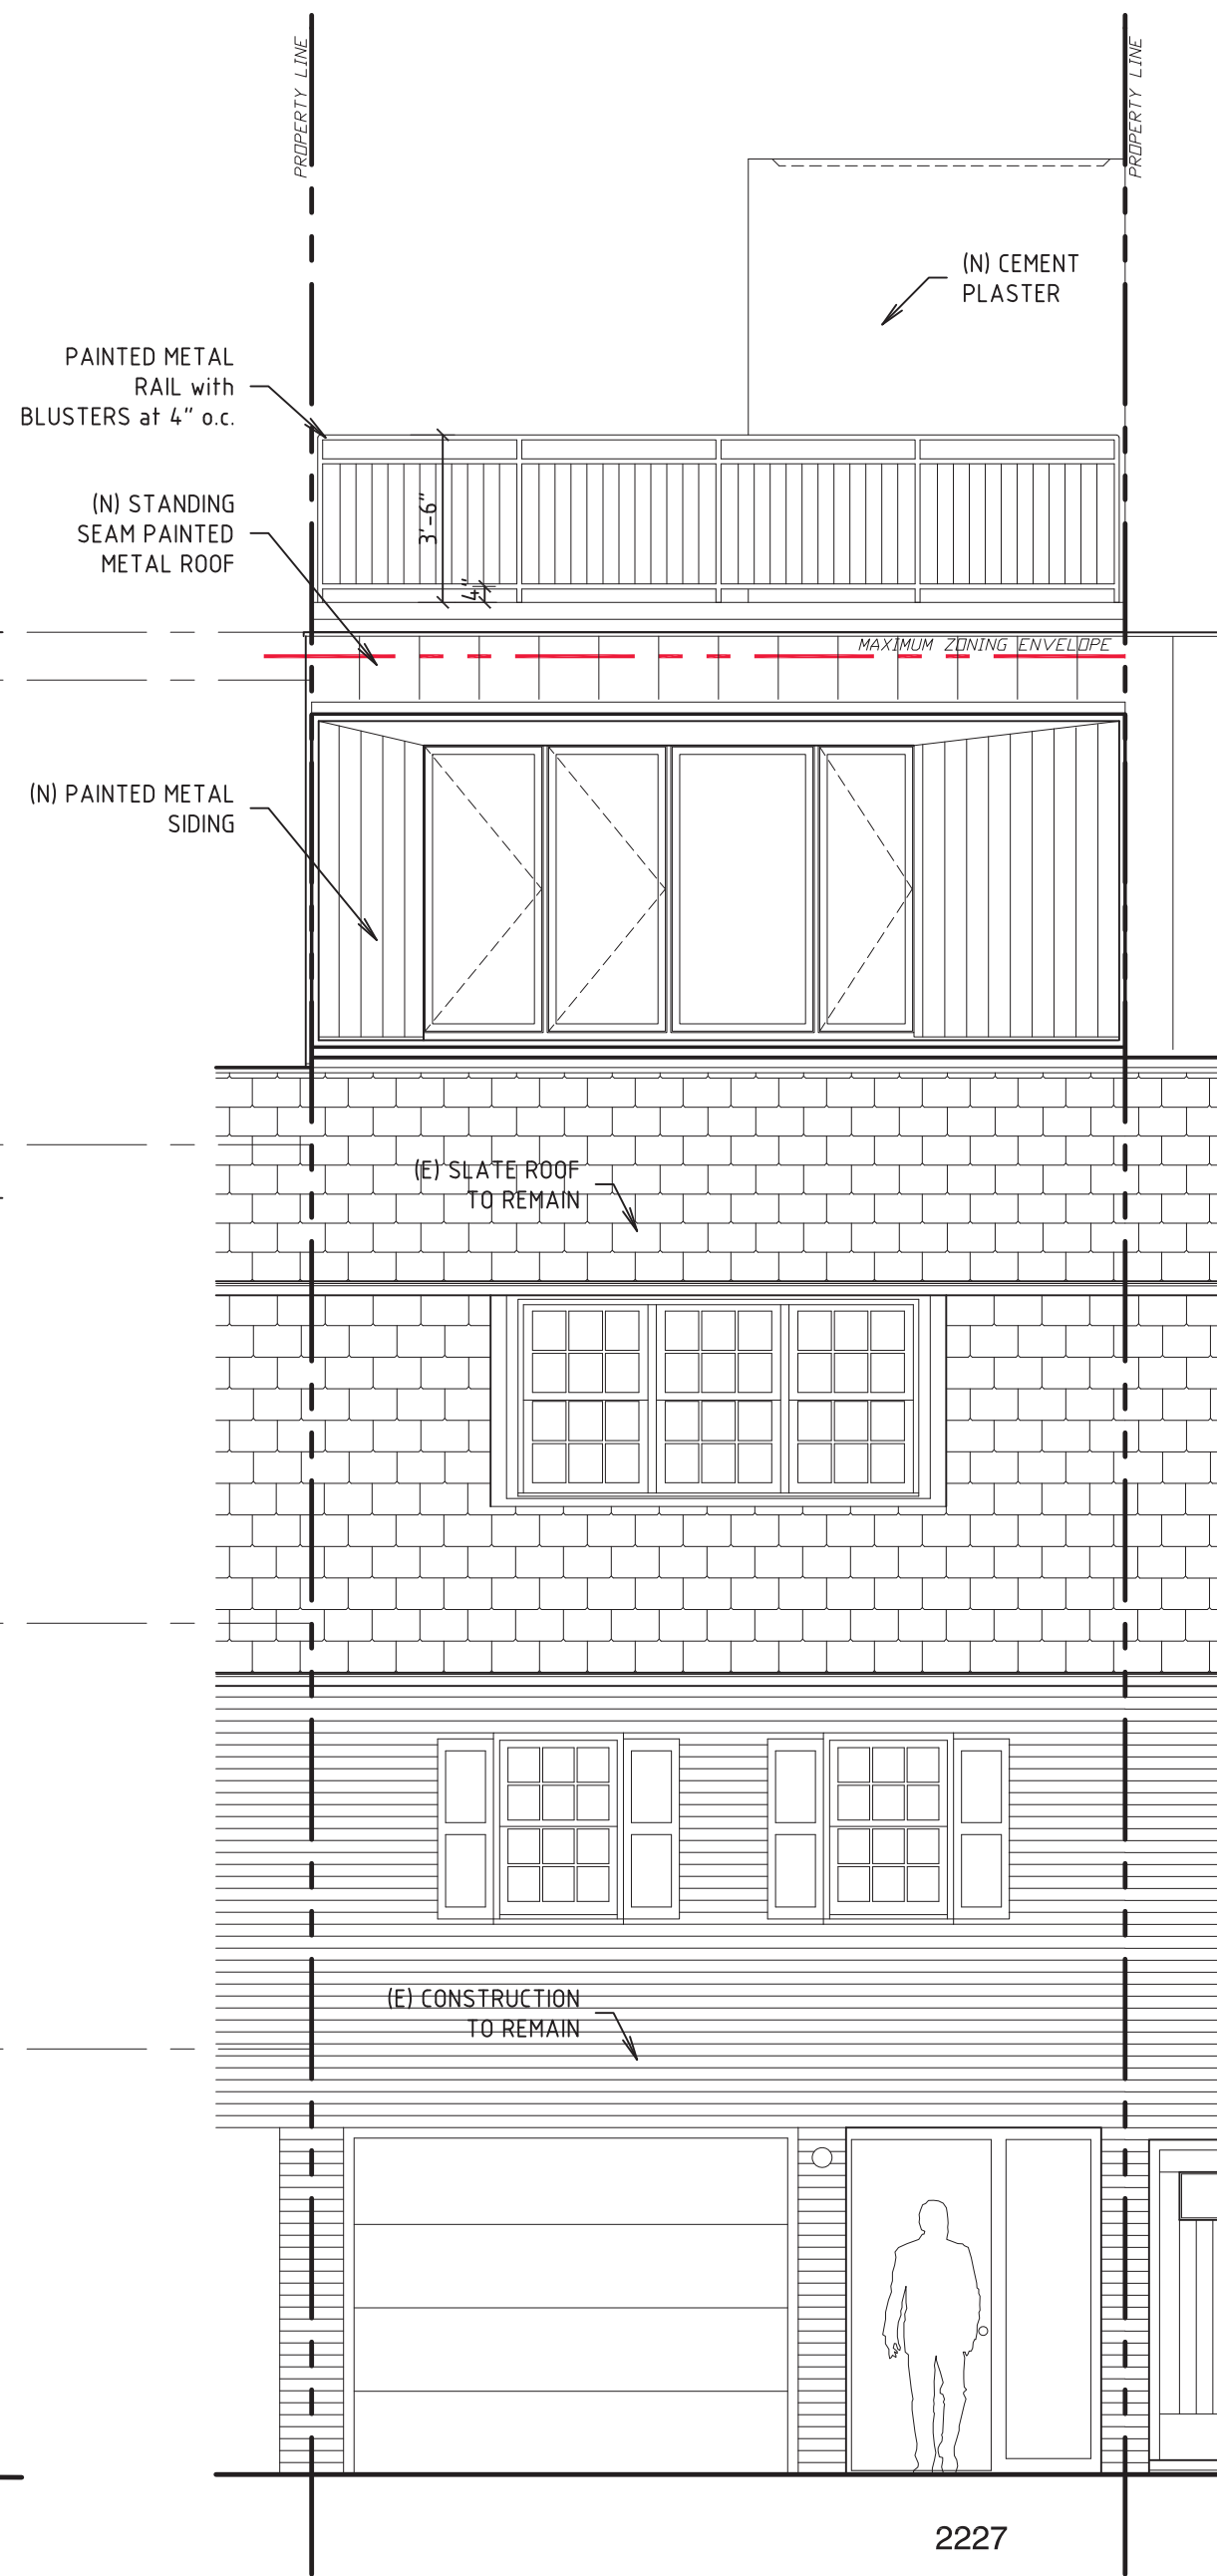 PROPERTY LINE
PROPERTY LINE
(N) CEMENT
PLASTER
PAINTED METAL
RAIL with
BLUSTERS at 4" o.c.
(N) STANDING
SEAM PAINTED
METAL ROOF
3'-6"
4"
MAXIMUM ZONING ENVELOPE
(N) PAINTED METAL
SIDING
(E) SLATE ROOF
TO REMAIN
(E) CONSTRUCTION
TO REMAIN
2227